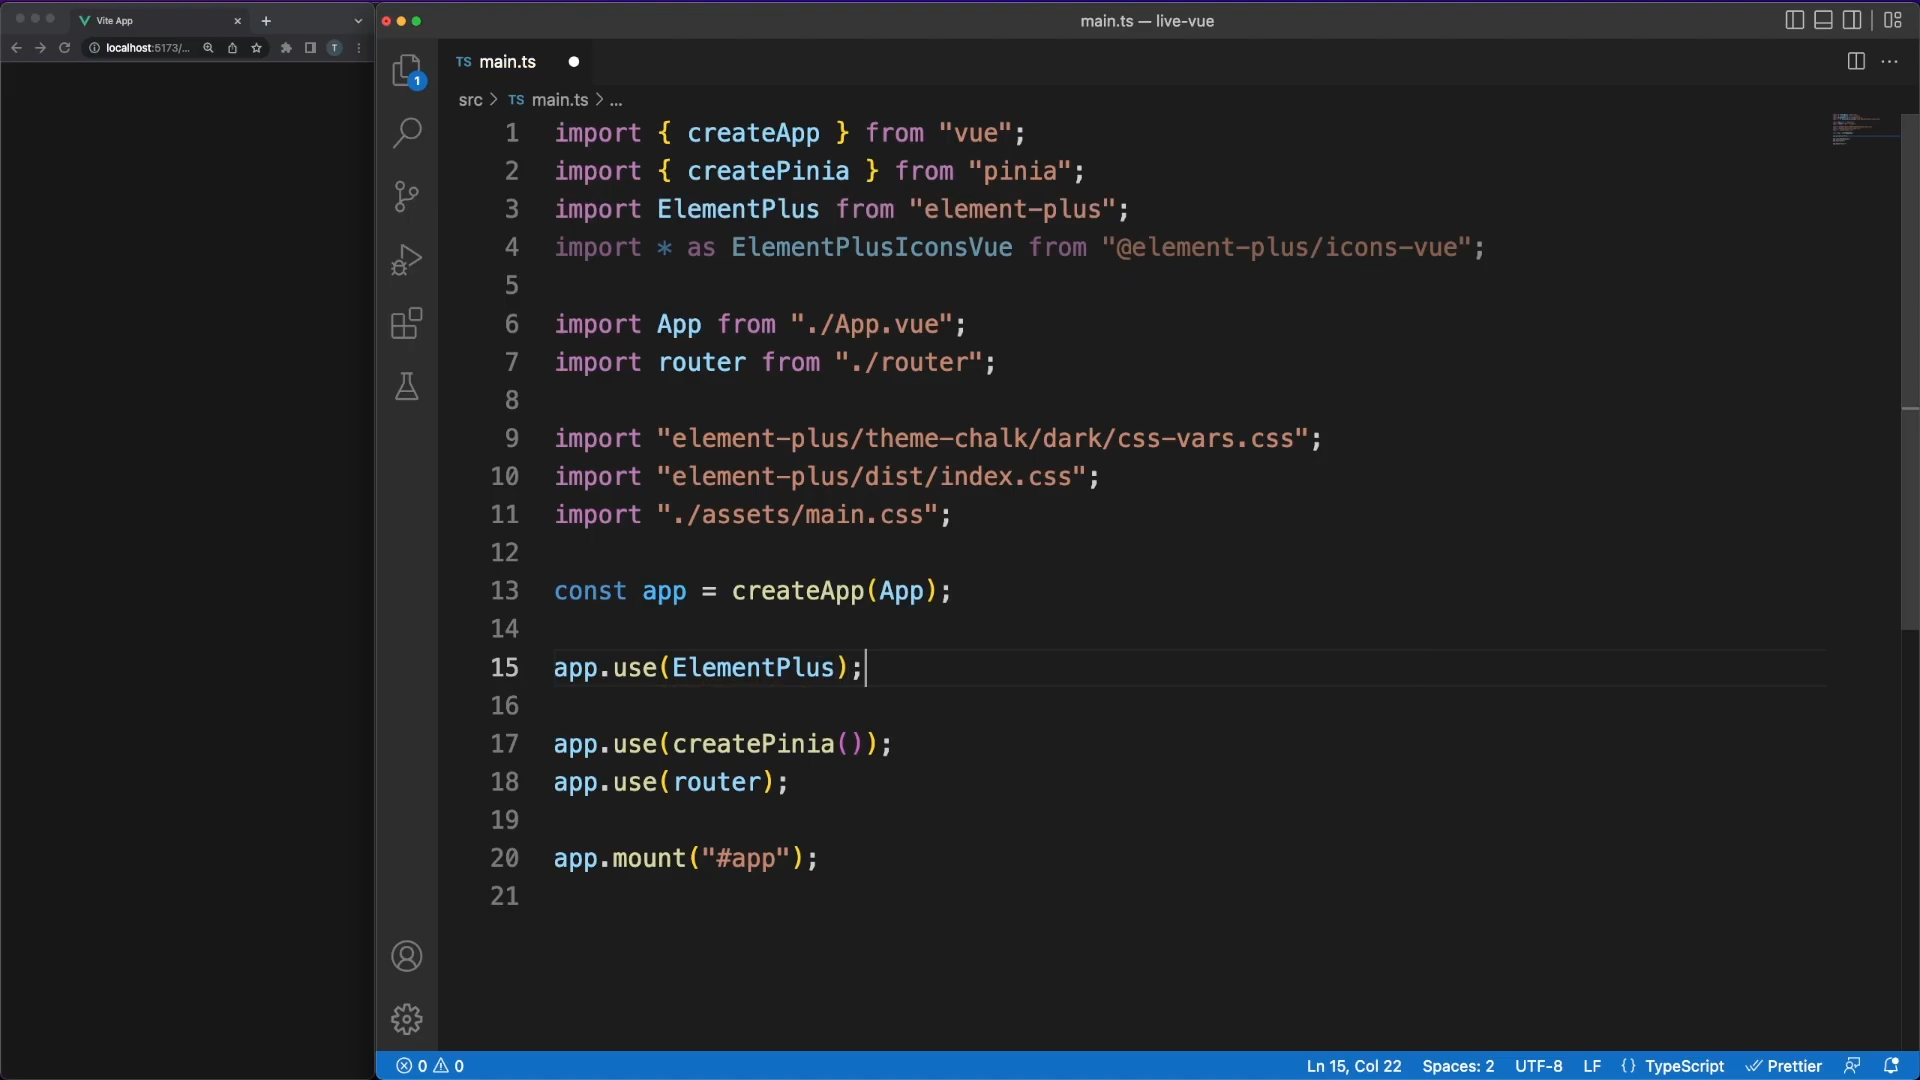 Vite App
main.ts — live-vue
localhost:5173/...
T
1
TS main.ts
src > TS main.ts > ...
1 import { createApp } from "vue";
2 import { createPinia } from "pinia";
3 import ElementPlus from "element-plus";
4 import * as ElementPlusIconsVue from "@element-plus/icons-vue";
5
6 import App from "./App.vue";
7 import router from "./router";
8
9 import "element-plus/theme-chalk/dark/css-vars.css";
10 import "element-plus/dist/index.css";
11 import "./assets/main.css";
12
13 const app = createApp(App);
14
15 app.use(ElementPlus);
16
17 app.use(createPinia());
18 app.use(router);
19
20 app.mount("#app");
21
0 0 Ln 15, Col 22 Spaces: 2 UTF-8 LF {} TypeScript Prettier